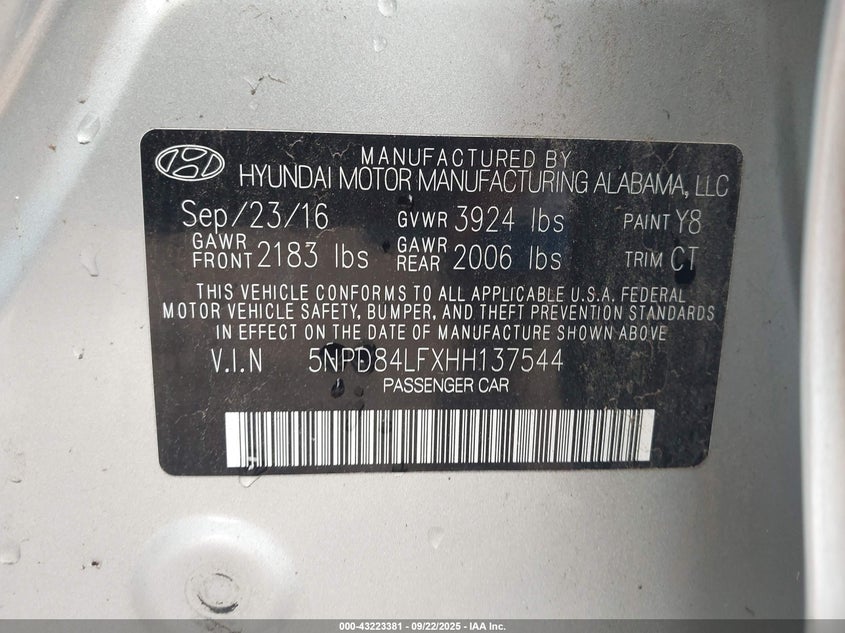 MANUFACTURED BY
HYUNDAI MOTOR MANUFACTURING ALABAMA, LLC
Sep/23/16 GVWR 3924 lbs PAINT Y8
GAWR FRONT 2183 lbs GAWR REAR 2006 lbs TRIM CT
THIS VEHICLE CONFORMS TO ALL APPLICABLE U.S.A. FEDERAL
MOTOR VEHICLE SAFETY, BUMPER, AND THEFT PREVENTION STANDARDS
IN EFFECT ON THE DATE OF MANUFACTURE SHOWN ABOVE
V.I.N 5NPD84LFXHH137544
PASSENGER CAR
000-43223381 - 09/22/2025 - IAA Inc.